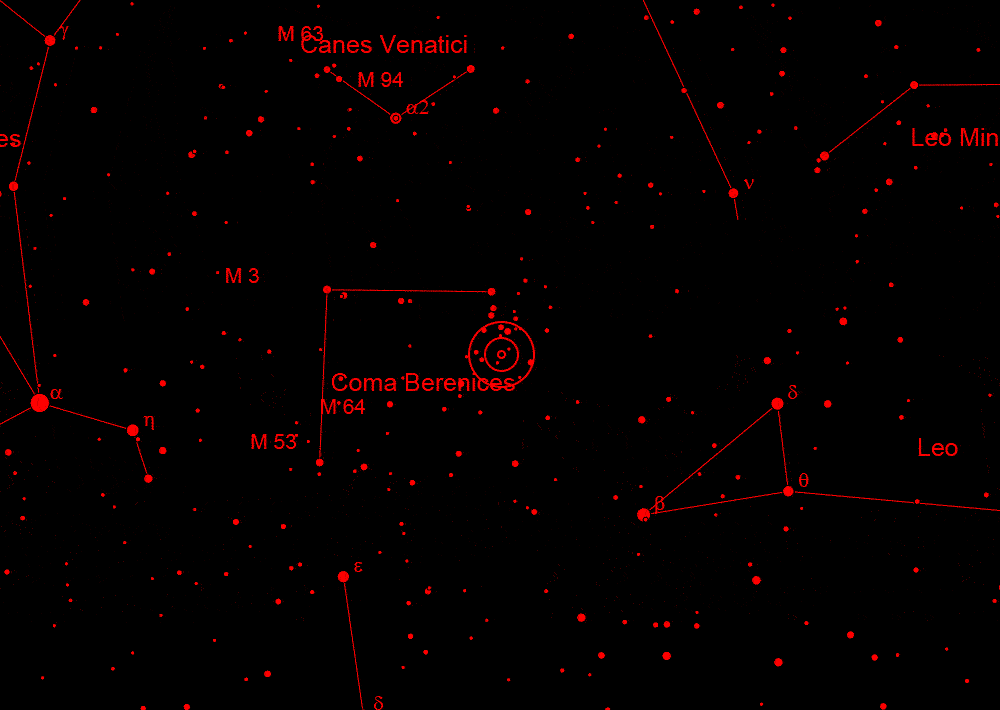 γ
M 63
Canes Venatici
M 94
α2
es
Leo Min
ν
M 3
Coma Berenices
M 64
α
η
M 53
δ
Leo
θ
β
ε
δ